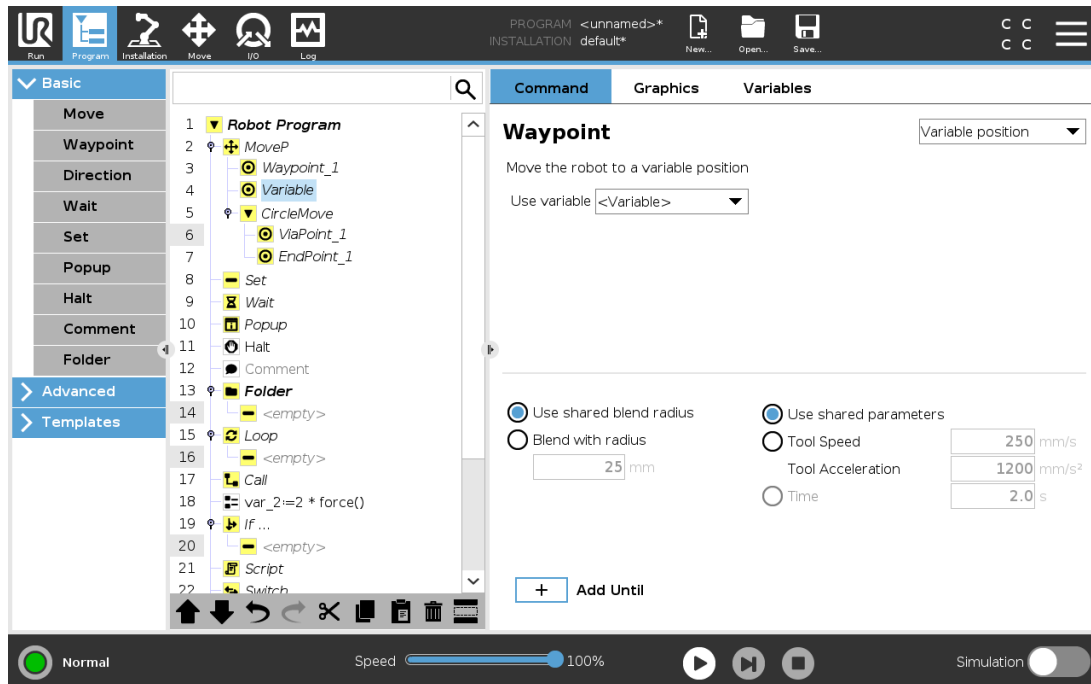 PROGRAM <unnamed>*
INSTALLATION default*
C C
C C
Run Program Installation Move I/O Log New... Open... Save...
Basic
Move
Waypoint
Direction
Wait
Set
Popup
Halt
Comment
Folder
Advanced
Templates
1 Robot Program
2 MoveP
3 Waypoint_1
4 Variable
5 CircleMove
6 ViaPoint_1
7 EndPoint_1
8 Set
9 Wait
10 Popup
11 Halt
12 Comment
13 Folder
14 <empty>
15 Loop
16 <empty>
17 Call
18 var_2:=2 * force()
19 If ...
20 <empty>
21 Script
22 Switch
Command Graphics Variables
Waypoint Variable position
Move the robot to a variable position
Use variable <Variable>
Use shared blend radius
Blend with radius
25 mm
Use shared parameters
Tool Speed 250 mm/s
Tool Acceleration 1200 mm/s²
Time 2.0 s
+ Add Until
Normal Speed 100% Simulation